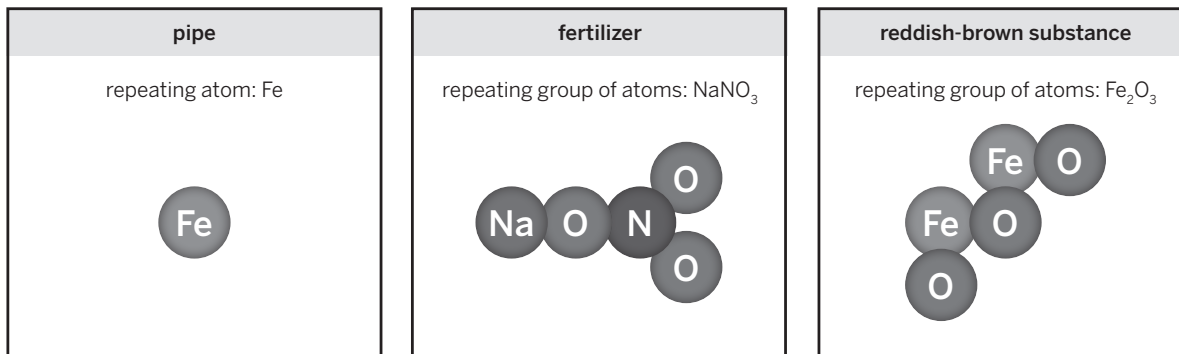 pipe
repeating atom: Fe
Fe
fertilizer
repeating group of atoms: NaNO₃
O
Na O N
O
reddish-brown substance
repeating group of atoms: Fe₂O₃
Fe O
Fe O
O